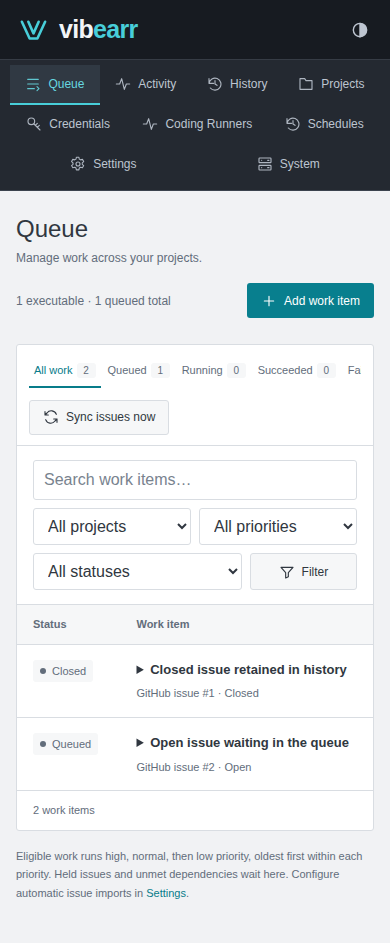 vibearr
Queue
Activity
History
Projects
Credentials
Coding Runners
Schedules
Settings
System
Queue
Manage work across your projects.
1 executable · 1 queued total
Add work item
All work 2
Queued 1
Running 0
Succeeded 0
Fa
Sync issues now
Search work items…
All projects
All priorities
All statuses
Filter
Status
Work item
Closed
Closed issue retained in history
GitHub issue #1 · Closed
Queued
Open issue waiting in the queue
GitHub issue #2 · Open
2 work items
Eligible work runs high, normal, then low priority, oldest first within each
priority. Held issues and unmet dependencies wait here. Configure
automatic issue imports in Settings.